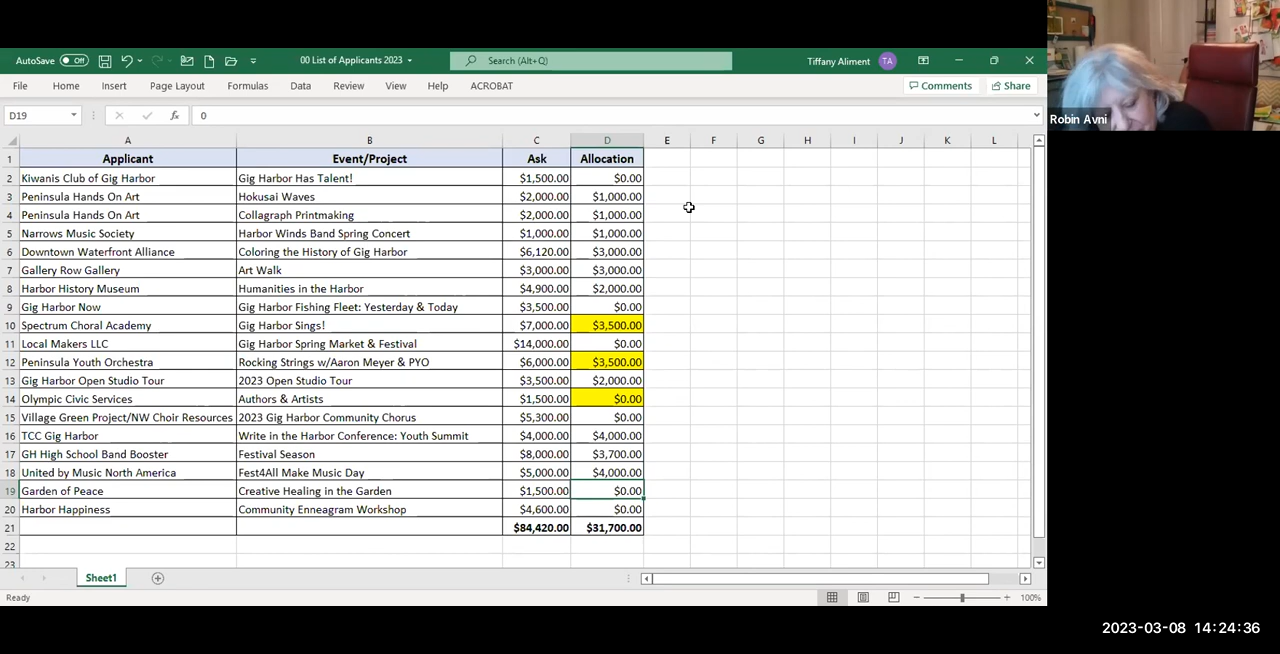 AutoSave Off 00 List of Applicants 2023 Search (Alt+Q) Tiffany Aliment TA
File Home Insert Page Layout Formulas Data Review View Help ACROBAT Comments Share
Robin Avni
D19 fx 0
A B C D E F G H I J K L
1 Applicant Event/Project Ask Allocation
2 Kiwanis Club of Gig Harbor Gig Harbor Has Talent! $1,500.00 $0.00
3 Peninsula Hands On Art Hokusai Waves $2,000.00 $1,000.00
4 Peninsula Hands On Art Collagraph Printmaking $2,000.00 $1,000.00
5 Narrows Music Society Harbor Winds Band Spring Concert $1,000.00 $1,000.00
6 Downtown Waterfront Alliance Coloring the History of Gig Harbor $6,120.00 $3,000.00
7 Gallery Row Gallery Art Walk $3,000.00 $3,000.00
8 Harbor History Museum Humanities in the Harbor $4,900.00 $2,000.00
9 Gig Harbor Now Gig Harbor Fishing Fleet: Yesterday & Today $3,500.00 $0.00
10 Spectrum Choral Academy Gig Harbor Sings! $7,000.00 $3,500.00
11 Local Makers LLC Gig Harbor Spring Market & Festival $14,000.00 $0.00
12 Peninsula Youth Orchestra Rocking Strings w/Aaron Meyer & PYO $6,000.00 $3,500.00
13 Gig Harbor Open Studio Tour 2023 Open Studio Tour $3,500.00 $2,000.00
14 Olympic Civic Services Authors & Artists $1,500.00 $0.00
15 Village Green Project/NW Choir Resources 2023 Gig Harbor Community Chorus $5,300.00 $0.00
16 TCC Gig Harbor Write in the Harbor Conference: Youth Summit $4,000.00 $4,000.00
17 GH High School Band Booster Festival Season $8,000.00 $3,700.00
18 United by Music North America Fest4All Make Music Day $5,000.00 $4,000.00
19 Garden of Peace Creative Healing in the Garden $1,500.00 $0.00
20 Harbor Happiness Community Enneagram Workshop $4,600.00 $0.00
21 $84,420.00 $31,700.00
22
23
Sheet1
Ready 100%
2023-03-08 14:24:36